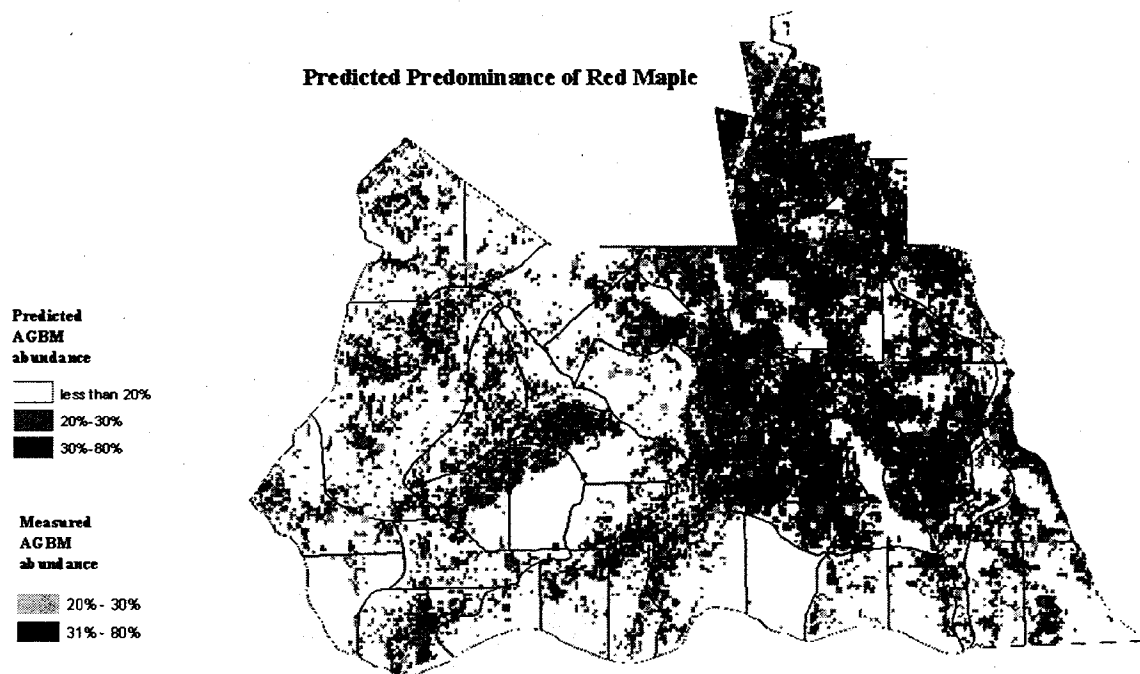 Predicted Predominance of Red Maple
Predicted
AGBM
abundance
less than 20%
20%-30%
30%-80%
Measured
AGBM
abundance
20% - 30%
31% - 80%